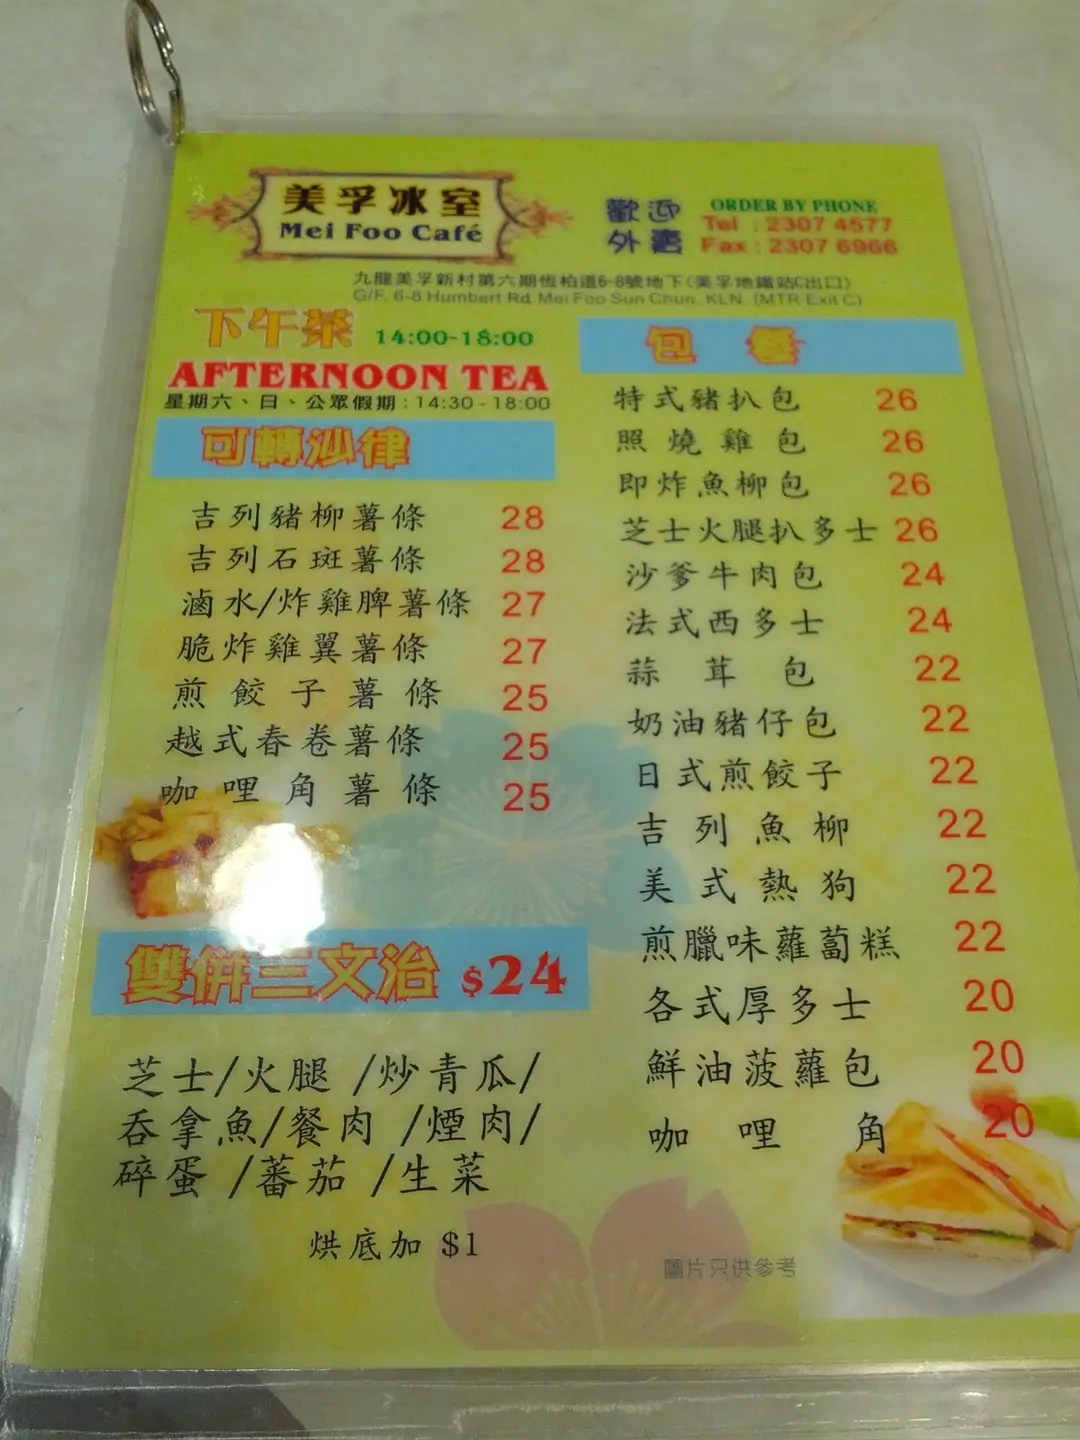 美孚冰室
Mei Foo Café
歡迎
外賣
ORDER BY PHONE
Tel : 2307 4577
Fax : 2307 6966
九龍美孚新村第六期恆柏道6-8號地下(美孚地鐵站C出口)
G/F, 6-8 Humbert Rd. Mei Foo Sun Chun, KLN. (MTR Exit C)
下午茶 14:00-18:00
AFTERNOON TEA
星期六、日、公眾假期:14:30-18:00
可轉沙律
吉列豬柳薯條 28
吉列石斑薯條 28
滷水/炸雞脾薯條 27
脆炸雞翼薯條 27
煎餃子薯條 25
越式春卷薯條 25
咖哩角薯條 25
雙併三文治 $24
芝士/火腿 /炒青瓜/
吞拿魚/餐肉 /煙肉/
碎蛋 /蕃茄 /生菜
烘底加 $1
包餐
特式豬扒包 26
照燒雞包 26
即炸魚柳包 26
芝士火腿扒多士 26
沙爹牛肉包 24
法式西多士 24
蒜茸包 22
奶油豬仔包 22
日式煎餃子 22
吉列魚柳 22
美式熱狗 22
煎臘味蘿蔔糕 22
各式厚多士 20
鮮油菠蘿包 20
咖哩角 20
圖片只供參考